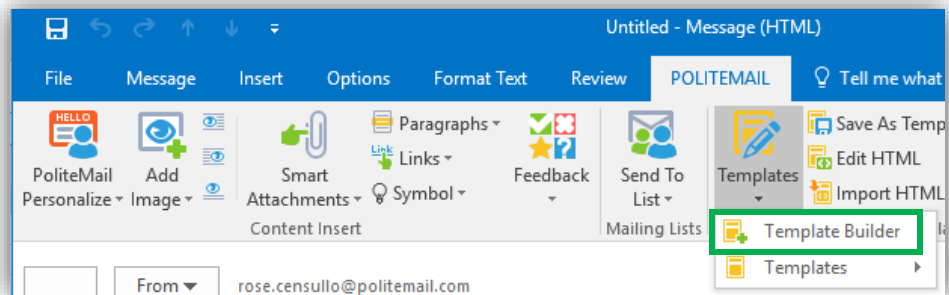 Untitled - Message (HTML)
File Message Insert Options Format Text Review POLITEMAIL Tell me what
HELLO
PoliteMail Personalize
Add Image
Smart Attachments
Paragraphs
Link Links
Symbol
Content Insert
Feedback
Send To List
Mailing Lists
Templates
Save As Temp
Edit HTML
Import HTML
Template Builder
Templates
From rose.censullo@politemail.com